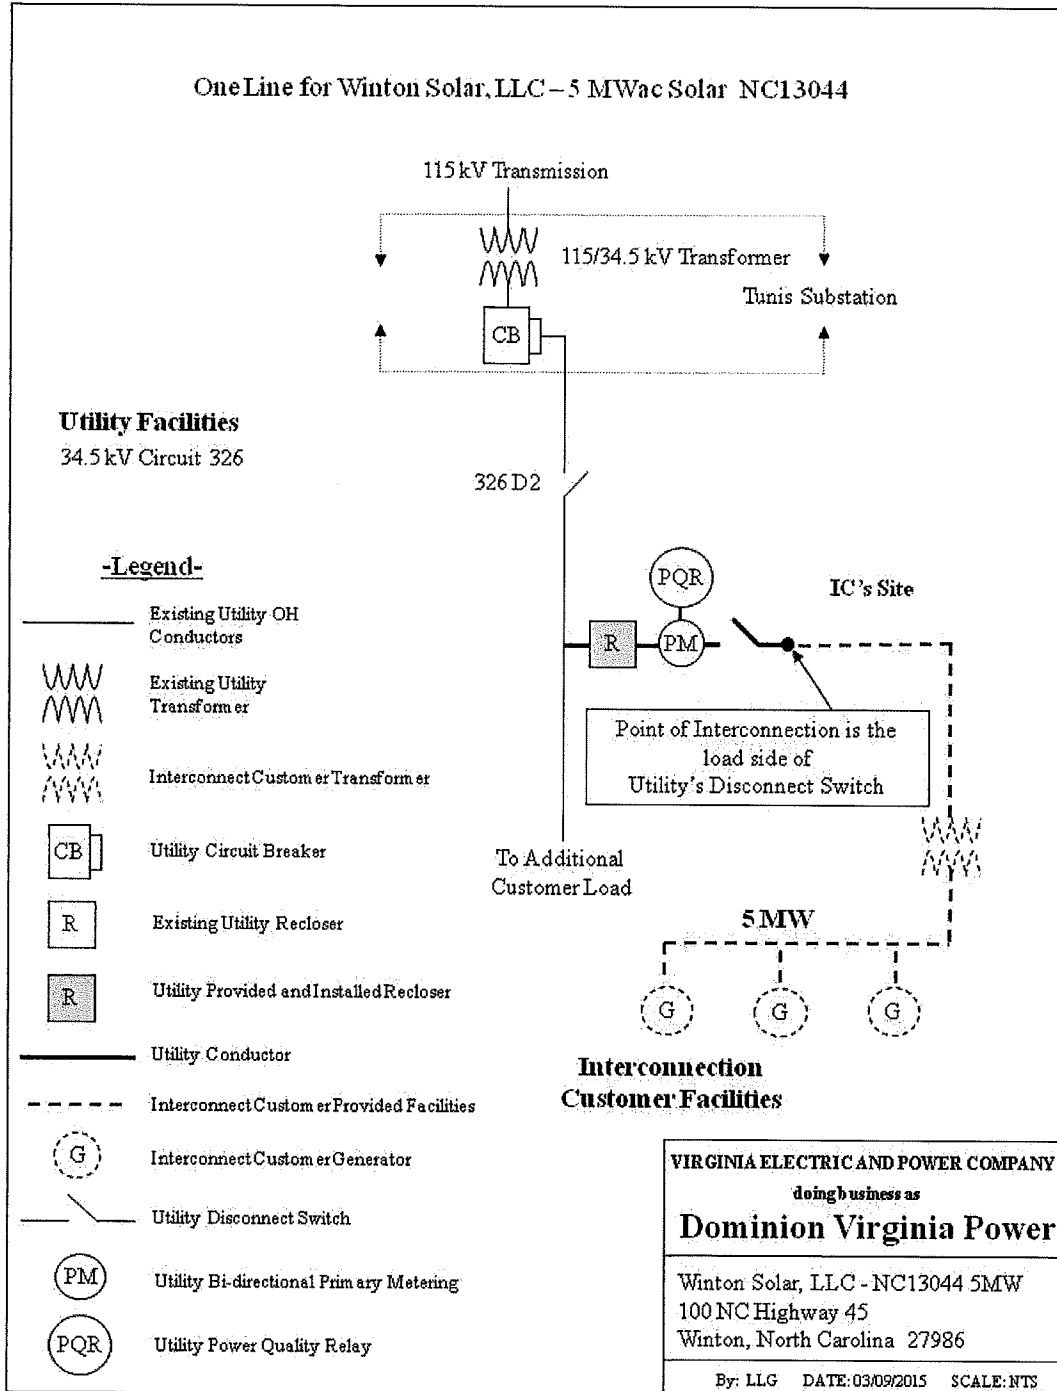 One Line for Winton Solar, LLC – 5 MWac Solar NC13044
115 kV Transmission
115/34.5 kV Transformer
Tunis Substation
CB
Utility Facilities
34.5 kV Circuit 326
326 D2
-Legend-
Existing Utility OH
Conductors
Existing Utility
Transformer
Interconnect Customer Transformer
CB
Utility Circuit Breaker
R
Existing Utility Recloser
R
Utility Provided and Installed Recloser
Utility Conductor
Interconnect Customer Provided Facilities
G
Interconnect Customer Generator
Utility Disconnect Switch
PM
Utility Bi-directional Primary Metering
PQR
Utility Power Quality Relay
PQR
IC's Site
R
PM
Point of Interconnection is the
load side of
Utility's Disconnect Switch
To Additional
Customer Load
5 MW
G
G
G
Interconnection
Customer Facilities
VIRGINIA ELECTRIC AND POWER COMPANY
doing business as
Dominion Virginia Power
Winton Solar, LLC - NC13044 5MW
100 NC Highway 45
Winton, North Carolina 27986
By: LLG DATE: 03/09/2015 SCALE: NTS